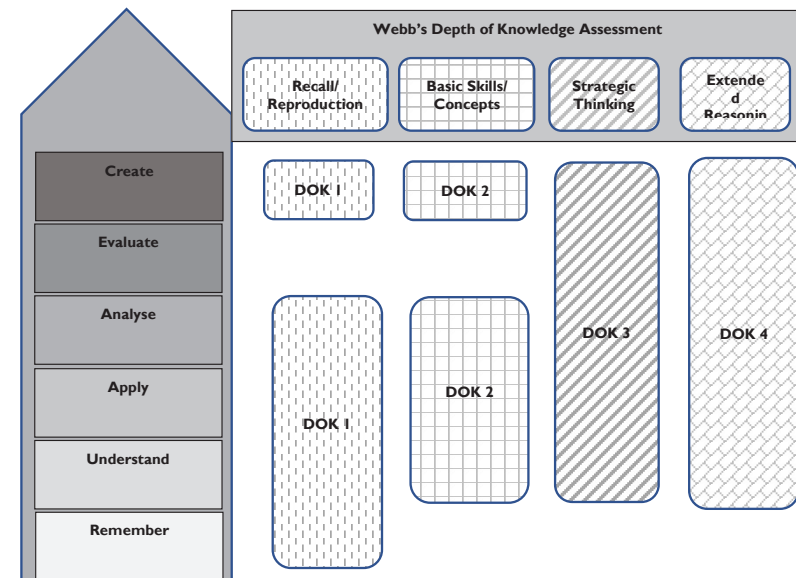 Webb's Depth of Knowledge Assessment
Recall/
Reproduction
Basic Skills/
Concepts
Strategic
Thinking
Extende
d
Reasonin
Create
DOK 1
DOK 2
Evaluate
Analyse
DOK 3
DOK 4
Apply
DOK 2
DOK 1
Understand
Remember